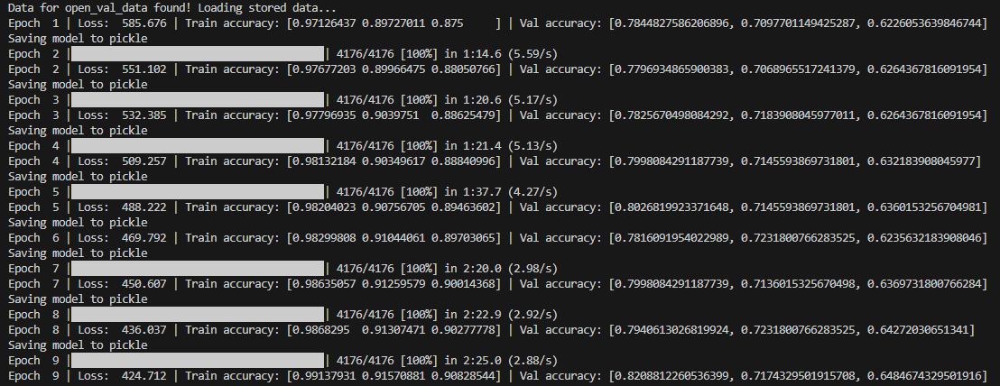 Data for open_val_data found! Loading stored data...
Epoch  1 | Loss:  585.676 | Train accuracy: [0.97126437 0.89727011 0.875     ] | Val accuracy: [0.7844827586206896, 0.7097701149425287, 0.6226053639846744]
Saving model to pickle
Epoch  2 |████████████████████████████████████████| 4176/4176 [100%] in 1:14.6 (5.59/s)
Epoch  2 | Loss:  551.102 | Train accuracy: [0.97677203 0.89966475 0.88050766] | Val accuracy: [0.7796934865900383, 0.7068965517241379, 0.6264367816091954]
Saving model to pickle
Epoch  3 |████████████████████████████████████████| 4176/4176 [100%] in 1:20.6 (5.17/s)
Epoch  3 | Loss:  532.385 | Train accuracy: [0.97796935 0.9039751  0.88625479] | Val accuracy: [0.7825670498084292, 0.7183908045977011, 0.6264367816091954]
Saving model to pickle
Epoch  4 |████████████████████████████████████████| 4176/4176 [100%] in 1:21.4 (5.13/s)
Epoch  4 | Loss:  509.257 | Train accuracy: [0.98132184 0.90349617 0.88840996] | Val accuracy: [0.7998084291187739, 0.7145593869731801, 0.632183908045977]
Saving model to pickle
Epoch  5 |████████████████████████████████████████| 4176/4176 [100%] in 1:37.7 (4.27/s)
Epoch  5 | Loss:  488.222 | Train accuracy: [0.98204023 0.90756705 0.89463602] | Val accuracy: [0.8026819923371648, 0.7145593869731801, 0.6360153256704981]
Saving model to pickle
Epoch  6 | Loss:  469.792 | Train accuracy: [0.98299808 0.91044061 0.89703065] | Val accuracy: [0.7816091954022989, 0.7231800766283525, 0.6235632183908046]
Saving model to pickle
Epoch  7 |████████████████████████████████████████| 4176/4176 [100%] in 2:20.0 (2.98/s)
Epoch  7 | Loss:  450.607 | Train accuracy: [0.98635057 0.91259579 0.90014368] | Val accuracy: [0.7998084291187739, 0.7136015325670498, 0.6369731800766284]
Saving model to pickle
Epoch  8 |████████████████████████████████████████| 4176/4176 [100%] in 2:22.9 (2.92/s)
Epoch  8 | Loss:  436.037 | Train accuracy: [0.9868295  0.91307471 0.90277778] | Val accuracy: [0.7940613026819924, 0.7231800766283525, 0.64272030651341]
Saving model to pickle
Epoch  9 |████████████████████████████████████████| 4176/4176 [100%] in 2:25.0 (2.88/s)
Epoch  9 | Loss:  424.712 | Train accuracy: [0.99137931 0.91570881 0.90828544] | Val accuracy: [0.8208812260536399, 0.7174329501915708, 0.6484674329501916]